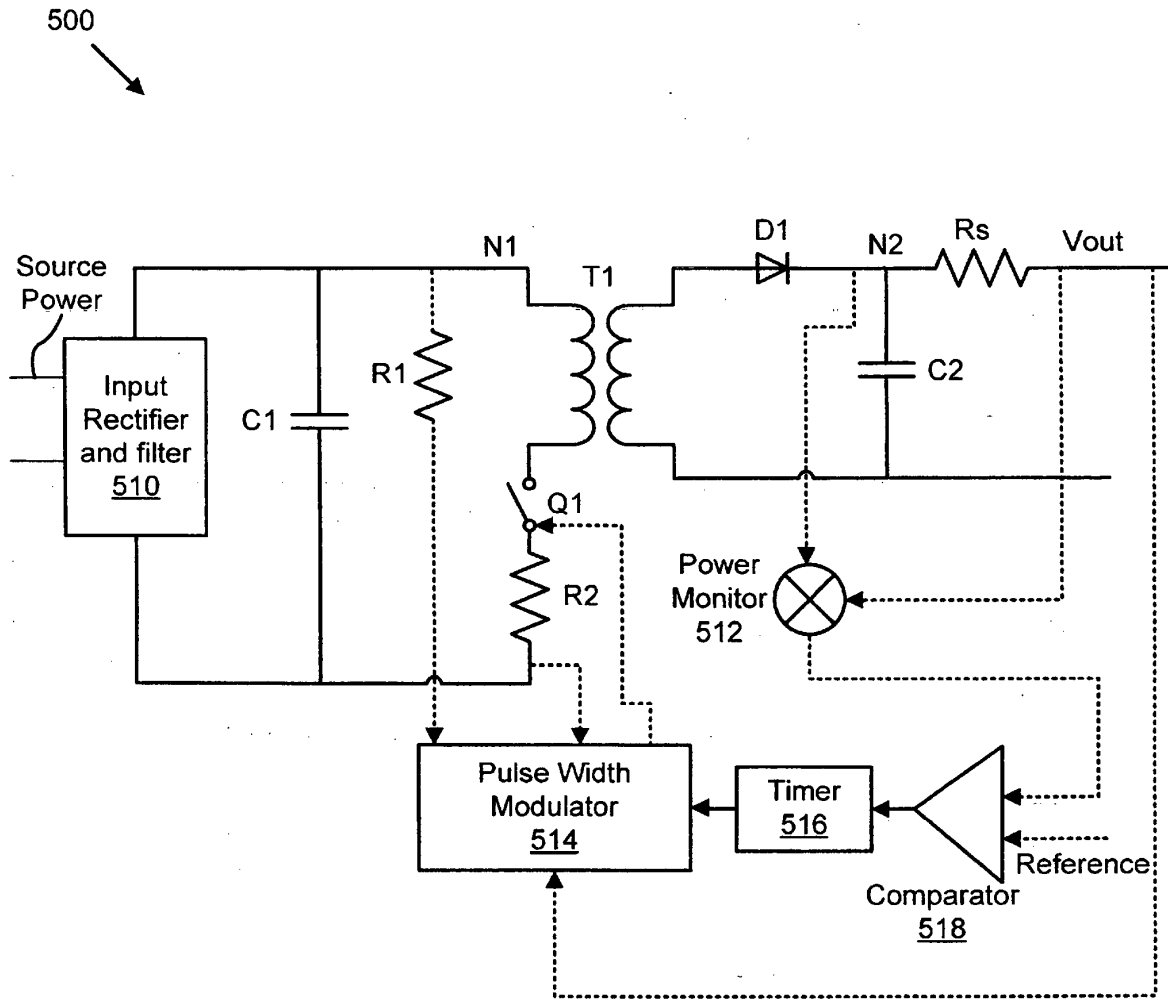 500
Source
Power
Input
Rectifier
and filter
510
C1
R1
N1
T1
D1
N2
Rs
Vout
C2
Q1
R2
Power
Monitor
512
Pulse Width
Modulator
514
Timer
516
Reference
Comparator
518